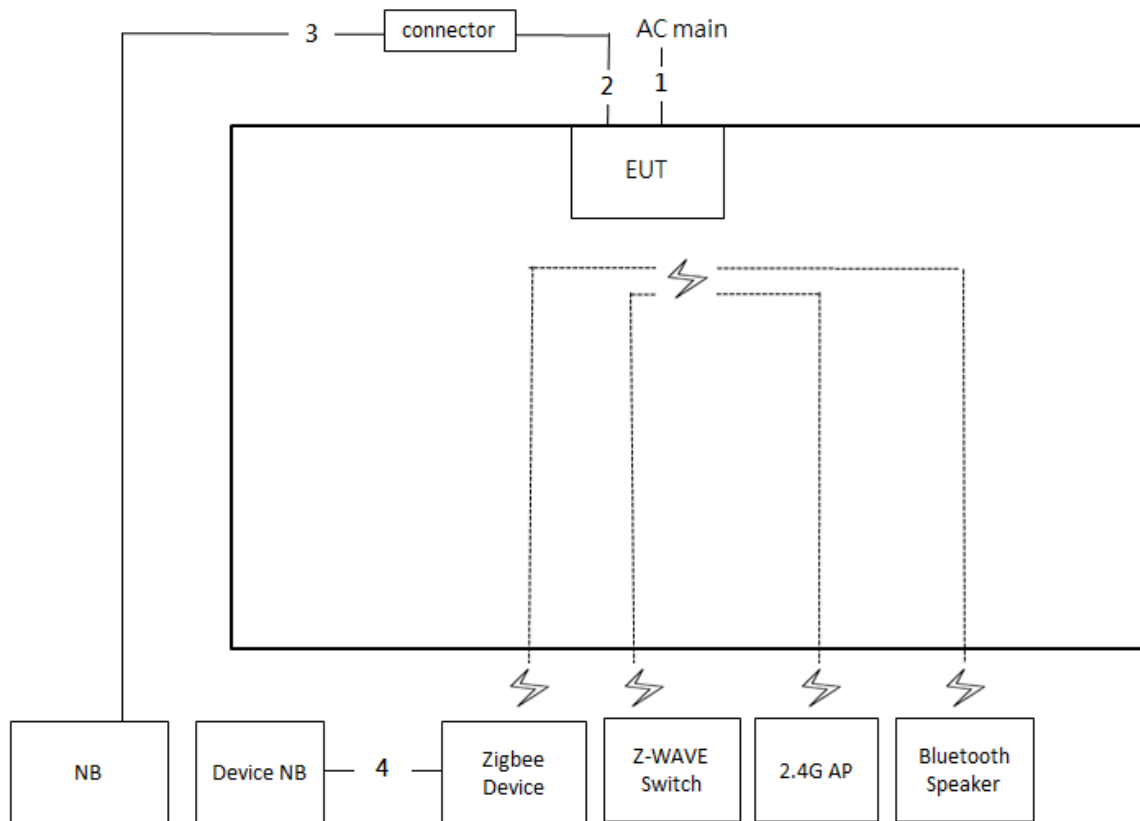 3
connector
AC main
2
1
EUT
NB
Device NB
4
Zigbee
Device
Z-WAVE
Switch
2.4G AP
Bluetooth
Speaker